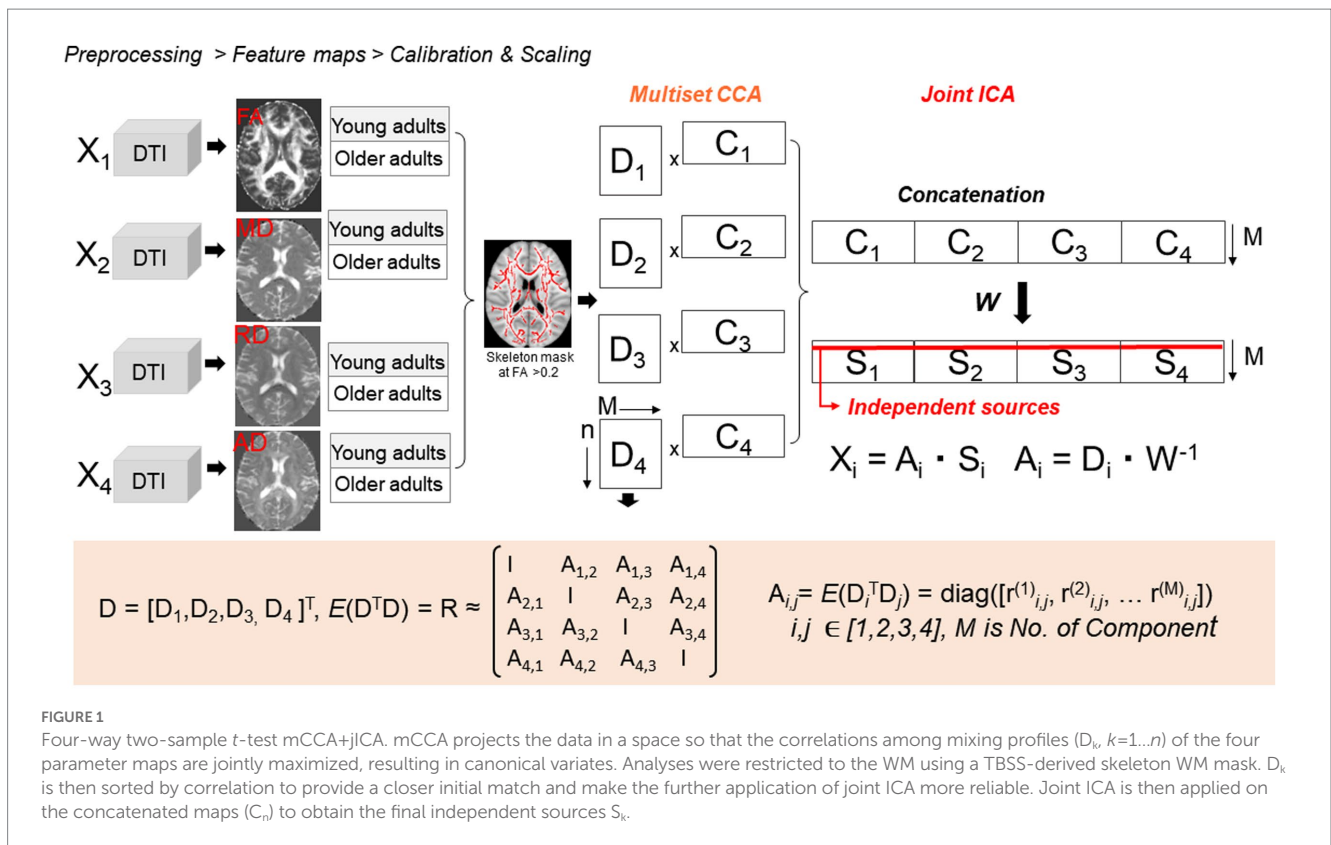 Preprocessing > Feature maps > Calibration & Scaling
Multiset CCA
Joint ICA
X1 DTI
FA
Young adults
Older adults
X2 DTI
MD
Young adults
Older adults
X3 DTI
RD
Young adults
Older adults
X4 DTI
AD
Young adults
Older adults
Skeleton mask
at FA >0.2
D1 x C1
D2 x C2
D3 x C3
M
n
D4 x C4
Concatenation
C1 C2 C3 C4 M
W
S1 S2 S3 S4 M
Independent sources
Xi = Ai · Si Ai = Di · W-1
D = [D1,D2,D3, D4 ]T, E(DTD) = R ≈
I A1,2 A1,3 A1,4
A2,1 I A2,3 A2,4
A3,1 A3,2 I A3,4
A4,1 A4,2 A4,3 I
Ai,j = E(DiTDj) = diag([r(1)i,j, r(2)i,j, … r(M)i,j])
i,j ∈ [1,2,3,4], M is No. of Component
FIGURE 1
Four-way two-sample t-test mCCA+jICA. mCCA projects the data in a space so that the correlations among mixing profiles (Dk, k=1…n) of the four
parameter maps are jointly maximized, resulting in canonical variates. Analyses were restricted to the WM using a TBSS-derived skeleton WM mask. Dk
is then sorted by correlation to provide a closer initial match and make the further application of joint ICA more reliable. Joint ICA is then applied on
the concatenated maps (Cn) to obtain the final independent sources Sk.